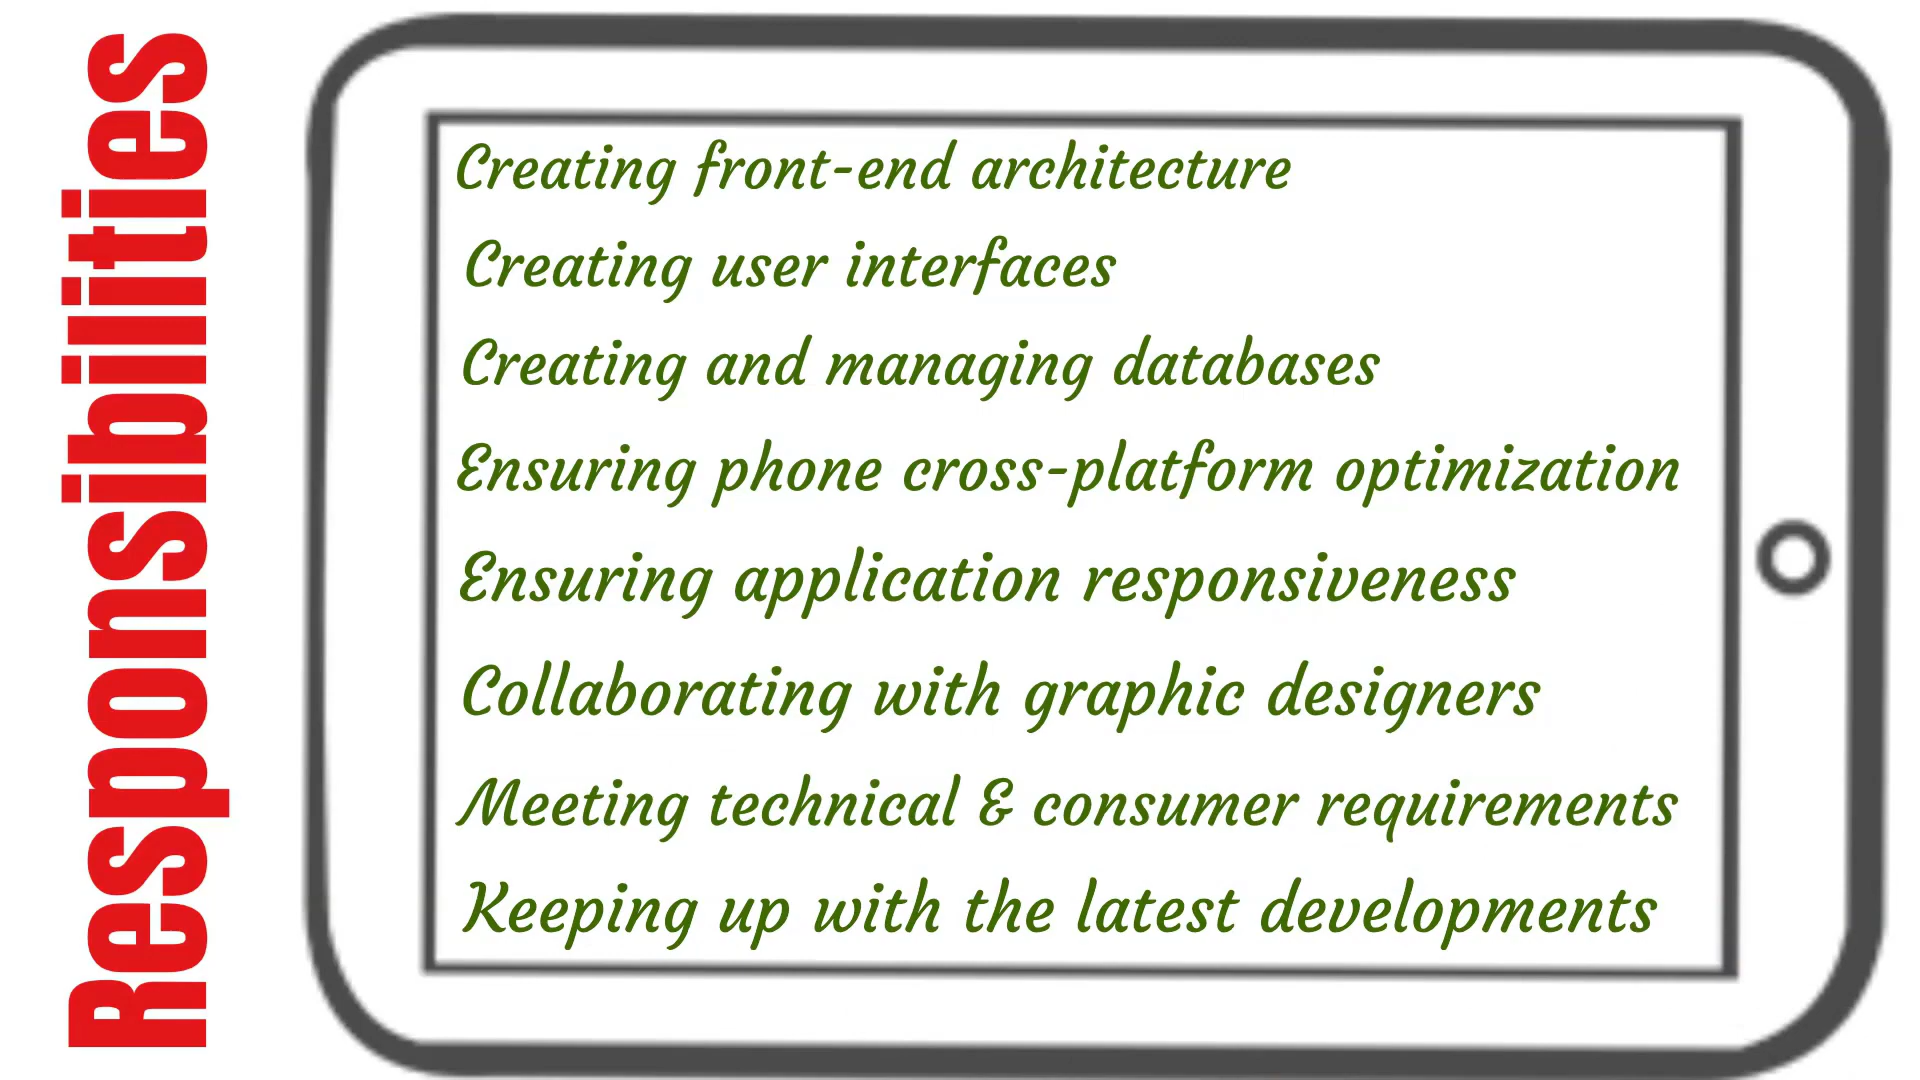 Responsibilities
Creating front-end architecture
Creating user interfaces
Creating and managing databases
Ensuring phone cross-platform optimization
Ensuring application responsiveness
Collaborating with graphic designers
Meeting technical & consumer requirements
Keeping up with the latest developments